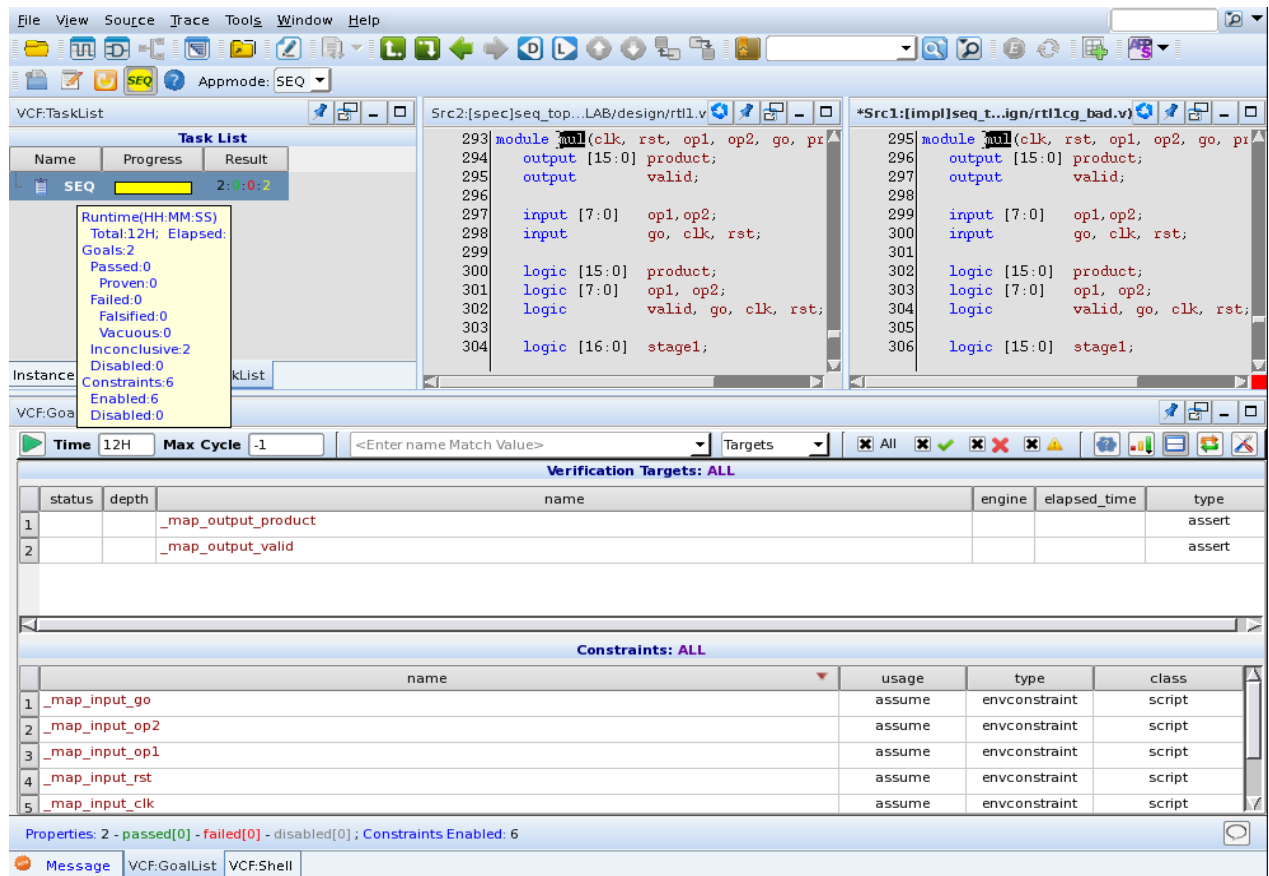 File View Source Trace Tools Window Help
SEQ Appmode: SEQ
VCF:TaskList
Task List
Name Progress Result
SEQ 2:0:0:2
Runtime(HH:MM:SS)
Total:12H; Elapsed:
Goals:2
Passed:0
Proven:0
Failed:0
Falsified:0
Vacuous:0
Inconclusive:2
Disabled:0
Constraints:6
Enabled:6
Disabled:0
Instance kList
Src2:[spec]seq_top...LAB/design/rtl1.v
293 module mul(clk, rst, op1, op2, go, pr
294 output [15:0] product;
295 output valid;
296
297 input [7:0] op1,op2;
298 input go, clk, rst;
299
300 logic [15:0] product;
301 logic [7:0] op1, op2;
302 logic valid, go, clk, rst;
303
304 logic [16:0] stage1;
*Src1:[impl]seq_t...ign/rtl1cg_bad.v)
295 module mul(clk, rst, op1, op2, go, pr
296 output [15:0] product;
297 output valid;
298
299 input [7:0] op1,op2;
300 input go, clk, rst;
301
302 logic [15:0] product;
303 logic [7:0] op1, op2;
304 logic valid, go, clk, rst;
305
306 logic [15:0] stage1;
VCF:Goa
Time 12H Max Cycle -1 <Enter name Match Value> Targets All
Verification Targets: ALL
status depth name engine elapsed_time type
1 _map_output_product assert
2 _map_output_valid assert
Constraints: ALL
name usage type class
1 _map_input_go assume envconstraint script
2 _map_input_op2 assume envconstraint script
3 _map_input_op1 assume envconstraint script
4 _map_input_rst assume envconstraint script
5 _map_input_clk assume envconstraint script
Properties: 2 - passed[0] - failed[0] - disabled[0] ; Constraints Enabled: 6
Message VCF:GoalList VCF:Shell